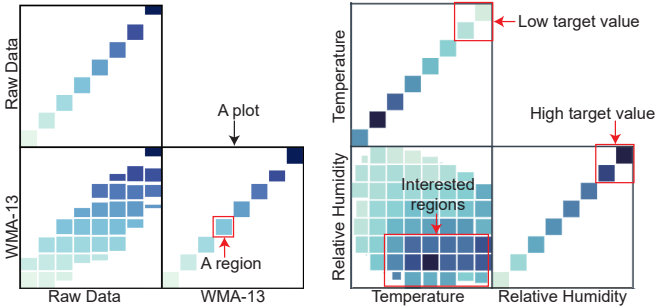 Raw Data
A plot
WMA-13
A region
Raw Data
WMA-13
Temperature
Low target value
High target value
Relative Humidity
Interested
regions
Temperature
Relative Humidity